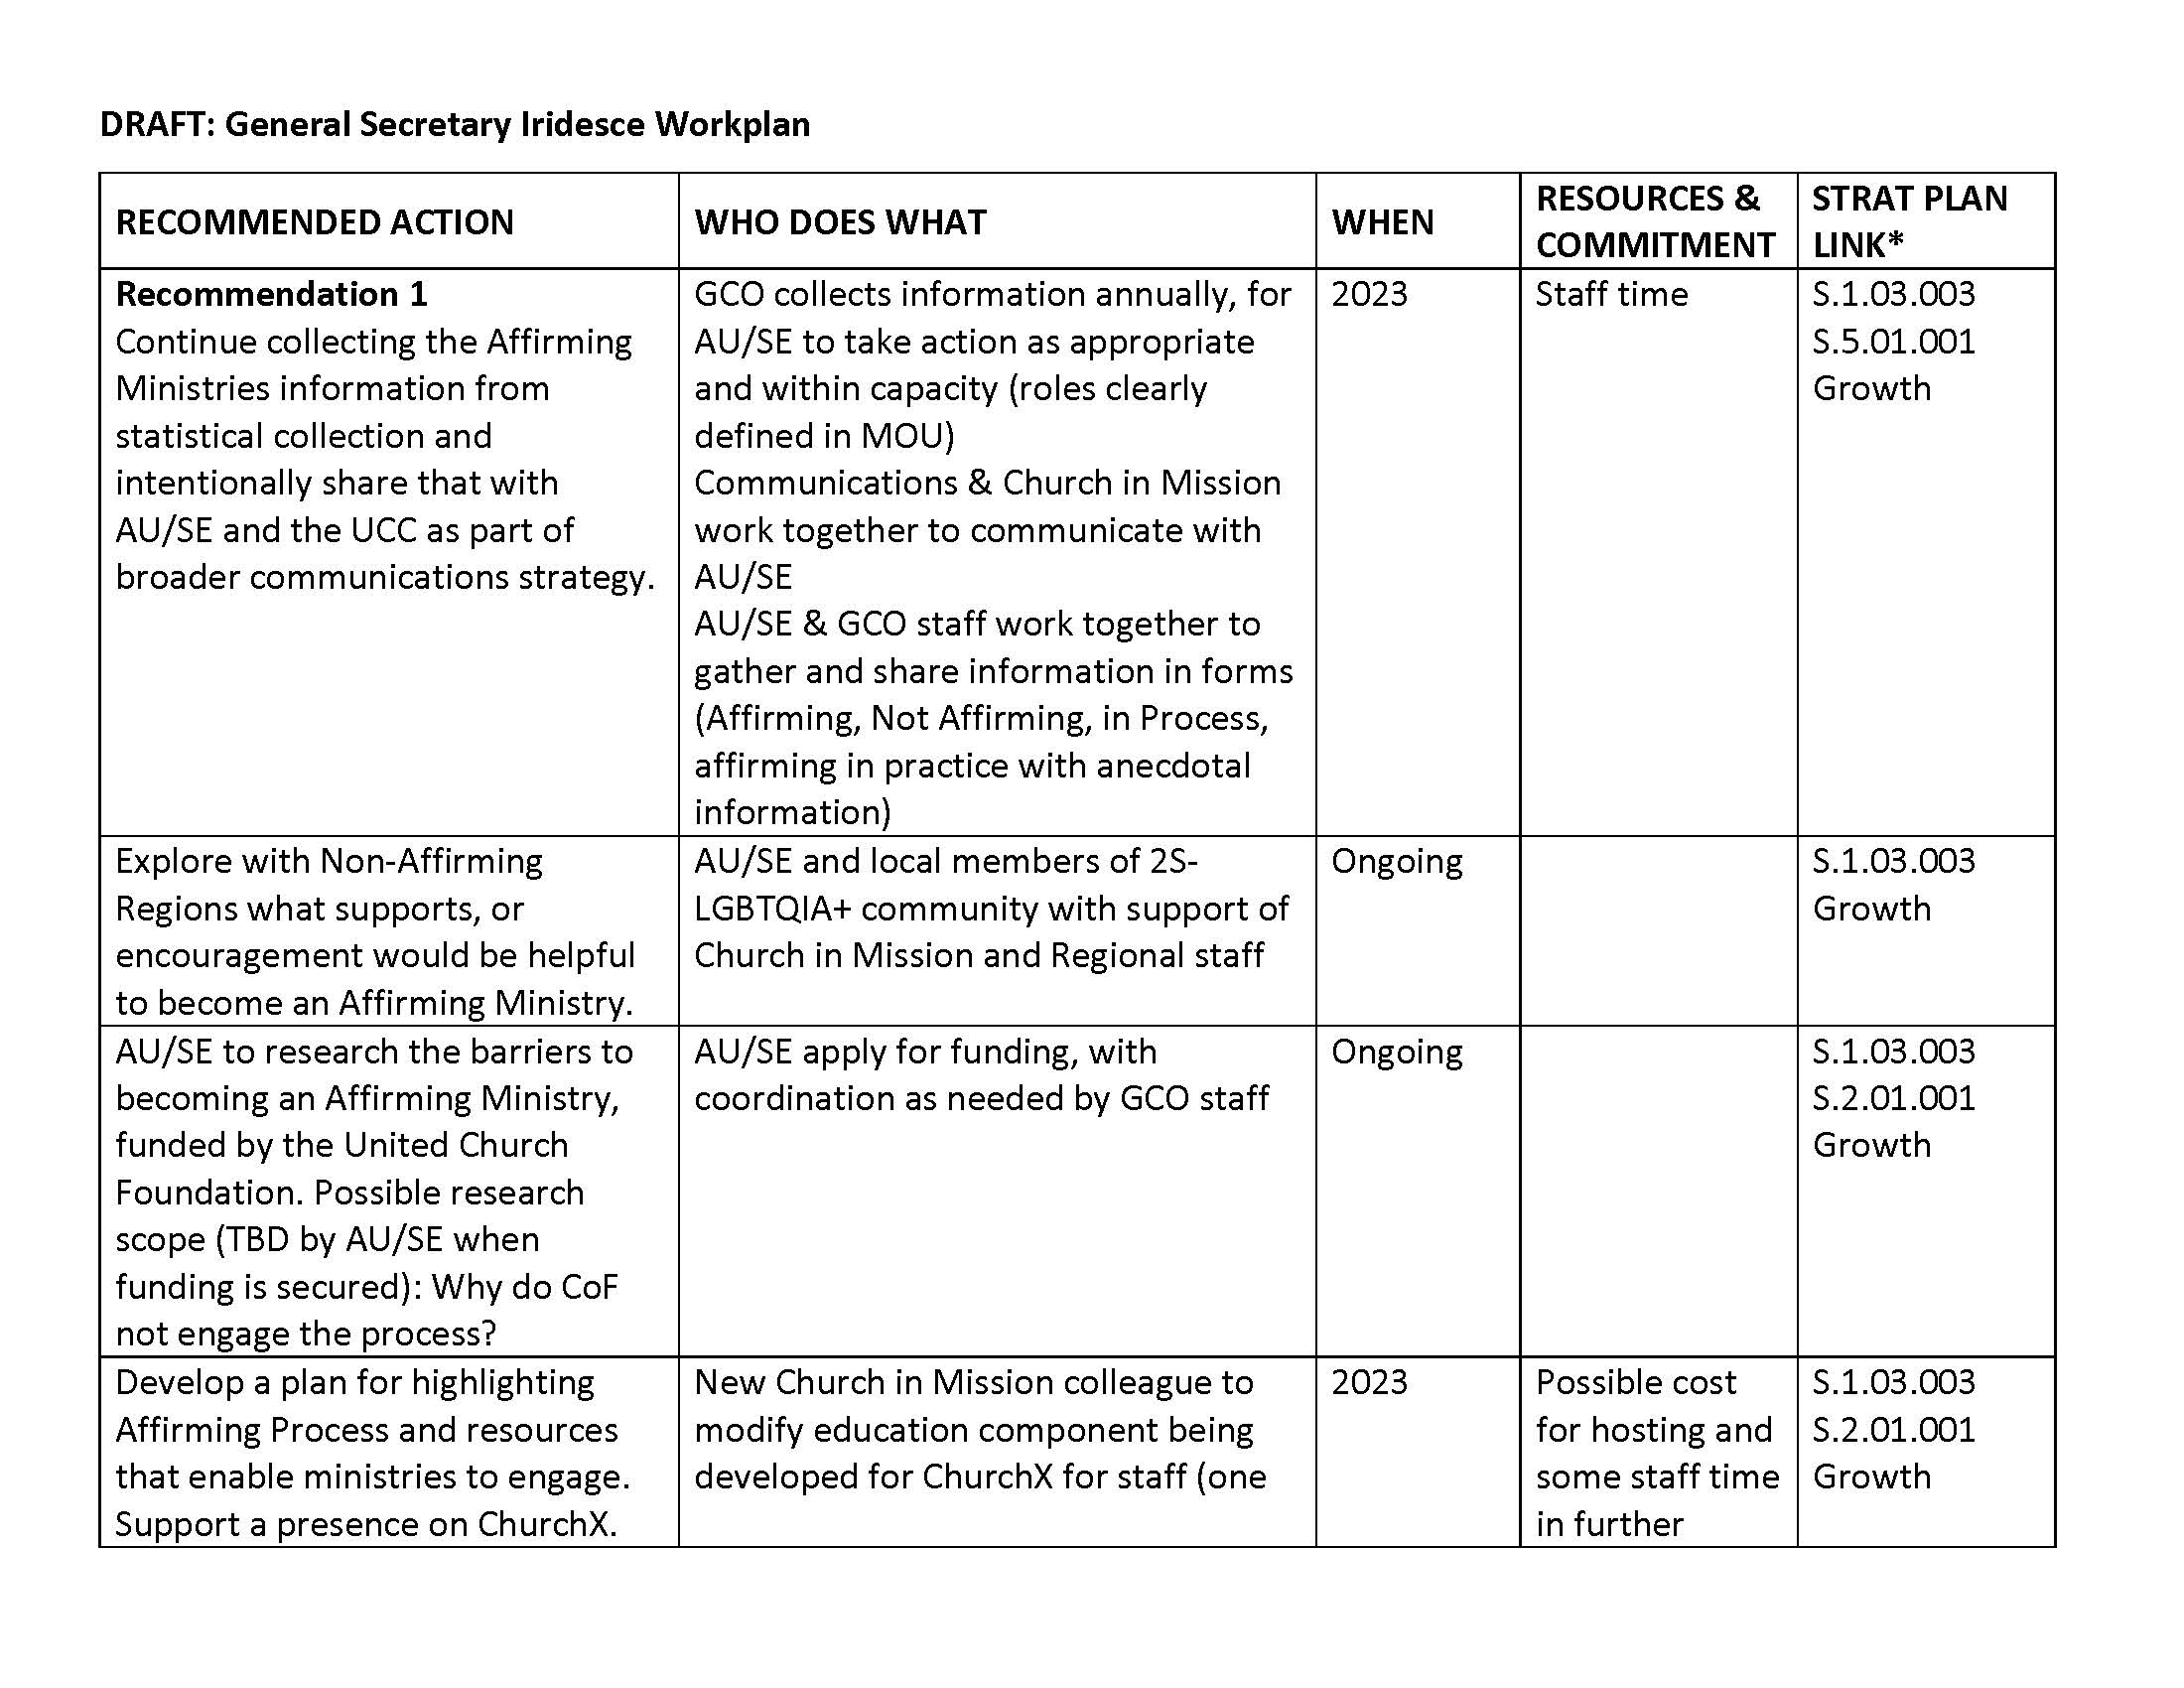 DRAFT: General Secretary Iridesce Workplan
RECOMMENDED ACTION
WHO DOES WHAT
WHEN
RESOURCES &
COMMITMENT
STRAT PLAN
LINK*
Recommendation 1
Continue collecting the Affirming
Ministries information from
statistical collection and
intentionally share that with
AU/SE and the UCC as part of
broader communications strategy.
GCO collects information annually, for
AU/SE to take action as appropriate
and within capacity (roles clearly
defined in MOU)
Communications & Church in Mission
work together to communicate with
AU/SE
AU/SE & GCO staff work together to
gather and share information in forms
(Affirming, Not Affirming, in Process,
affirming in practice with anecdotal
information)
2023
Staff time
S.1.03.003
S.5.01.001
Growth
Explore with Non-Affirming
Regions what supports, or
encouragement would be helpful
to become an Affirming Ministry.
AU/SE and local members of 2S-
LGBTQIA+ community with support of
Church in Mission and Regional staff
Ongoing
S.1.03.003
Growth
AU/SE to research the barriers to
becoming an Affirming Ministry,
funded by the United Church
Foundation. Possible research
scope (TBD by AU/SE when
funding is secured): Why do CoF
not engage the process?
AU/SE apply for funding, with
coordination as needed by GCO staff
Ongoing
S.1.03.003
S.2.01.001
Growth
Develop a plan for highlighting
Affirming Process and resources
that enable ministries to engage.
Support a presence on ChurchX.
New Church in Mission colleague to
modify education component being
developed for ChurchX for staff (one
2023
Possible cost
for hosting and
some staff time
in further
S.1.03.003
S.2.01.001
Growth